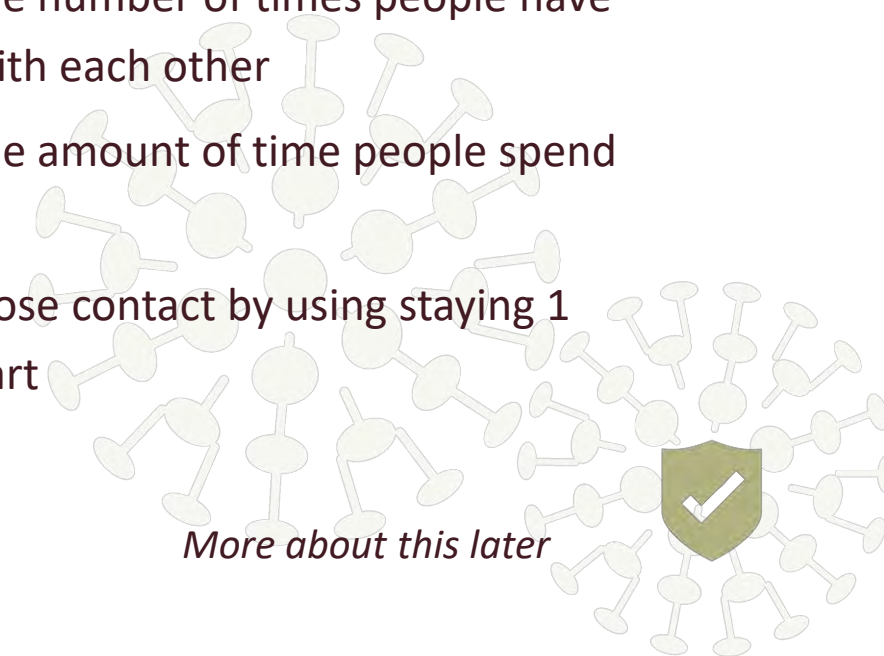 e number of times people have
ith each other
e amount of time people spend
ose contact by using staying 1
art
More about this later